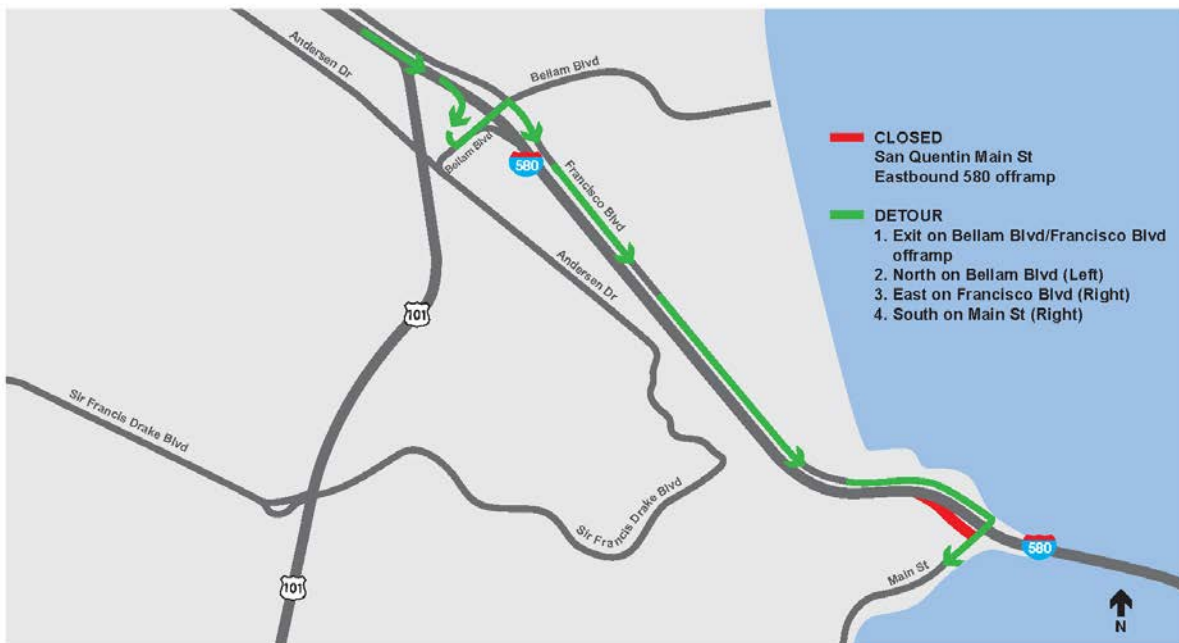 Andersen Dr
Bellam Blvd
Bellam Blvd
580
Francisco Blvd
CLOSED
San Quentin Main St
Eastbound 580 offramp
DETOUR
1. Exit on Bellam Blvd/Francisco Blvd
offramp
2. North on Bellam Blvd (Left)
3. East on Francisco Blvd (Right)
4. South on Main St (Right)
Andersen Dr
101
Sir Francis Drake Blvd
Sir Francis Drake Blvd
580
Main St
101
N